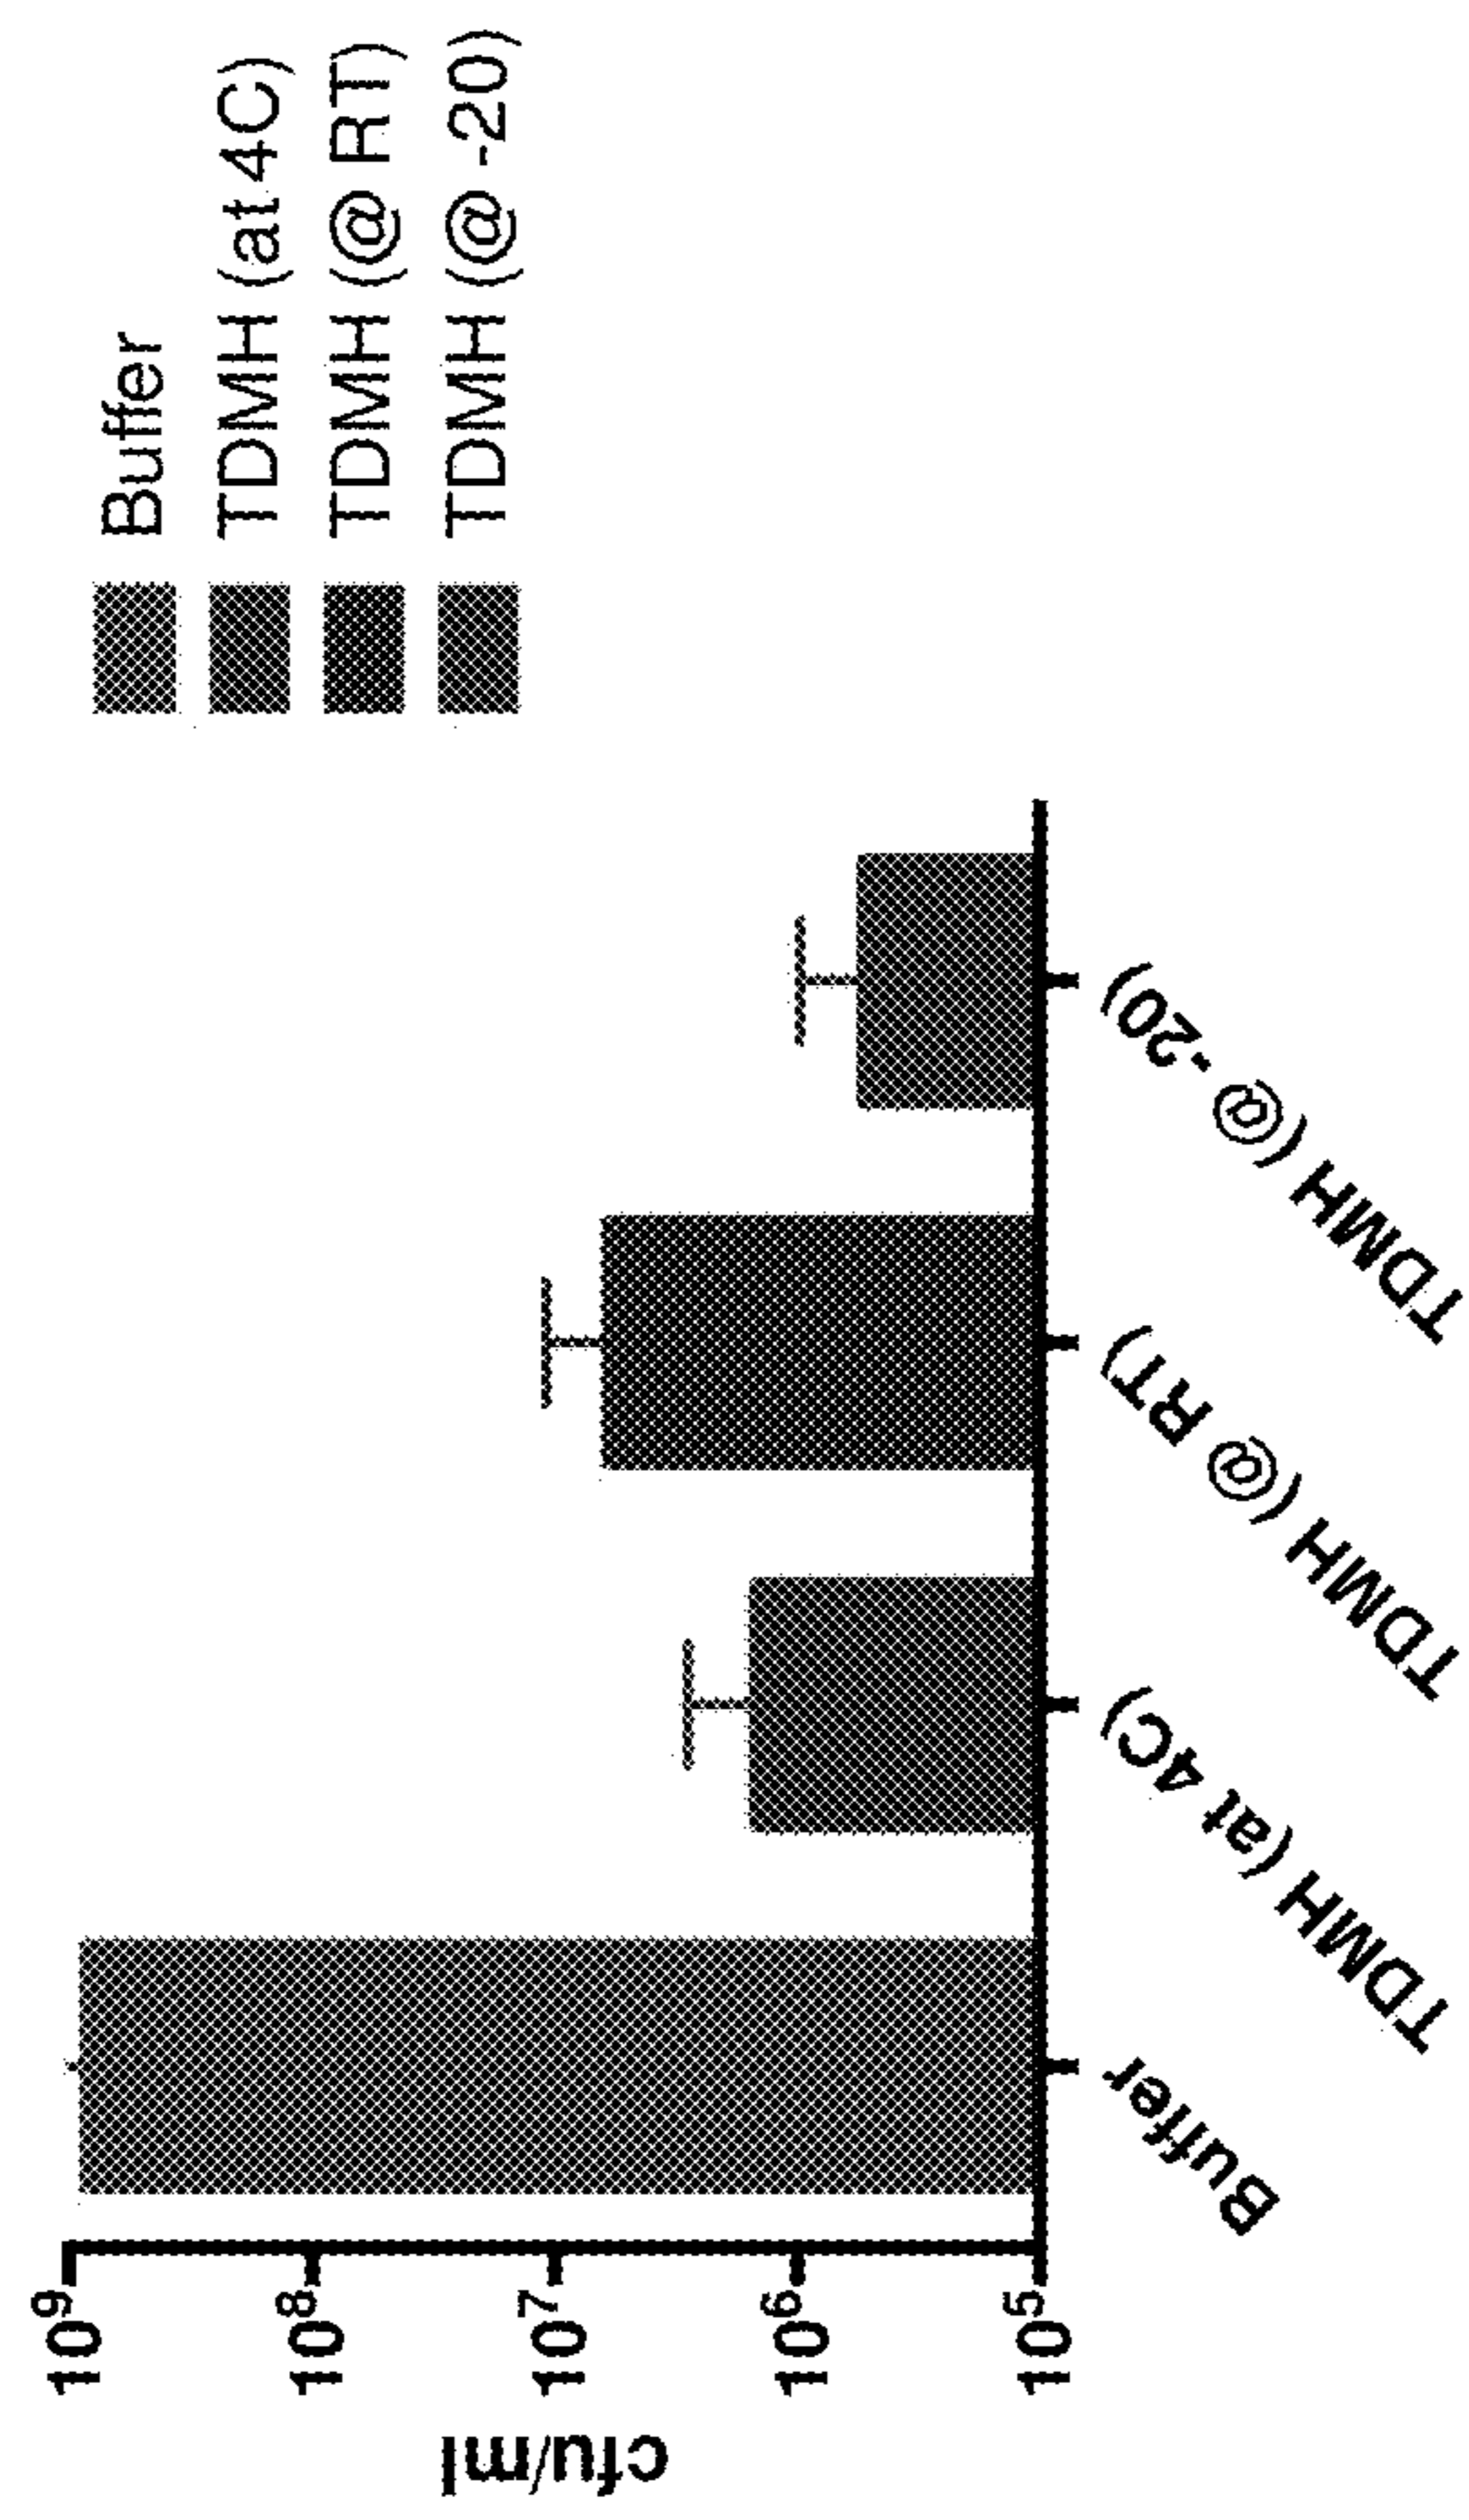 cfu/ml
10⁹
10⁸
10⁷
10⁶
10⁵
Buffer
TDMH (at 4C)
TDMH (@ RT)
TDMH (@ -20)
Buffer
TDMH (at 4C)
TDMH (@ RT)
TDMH (@ -20)